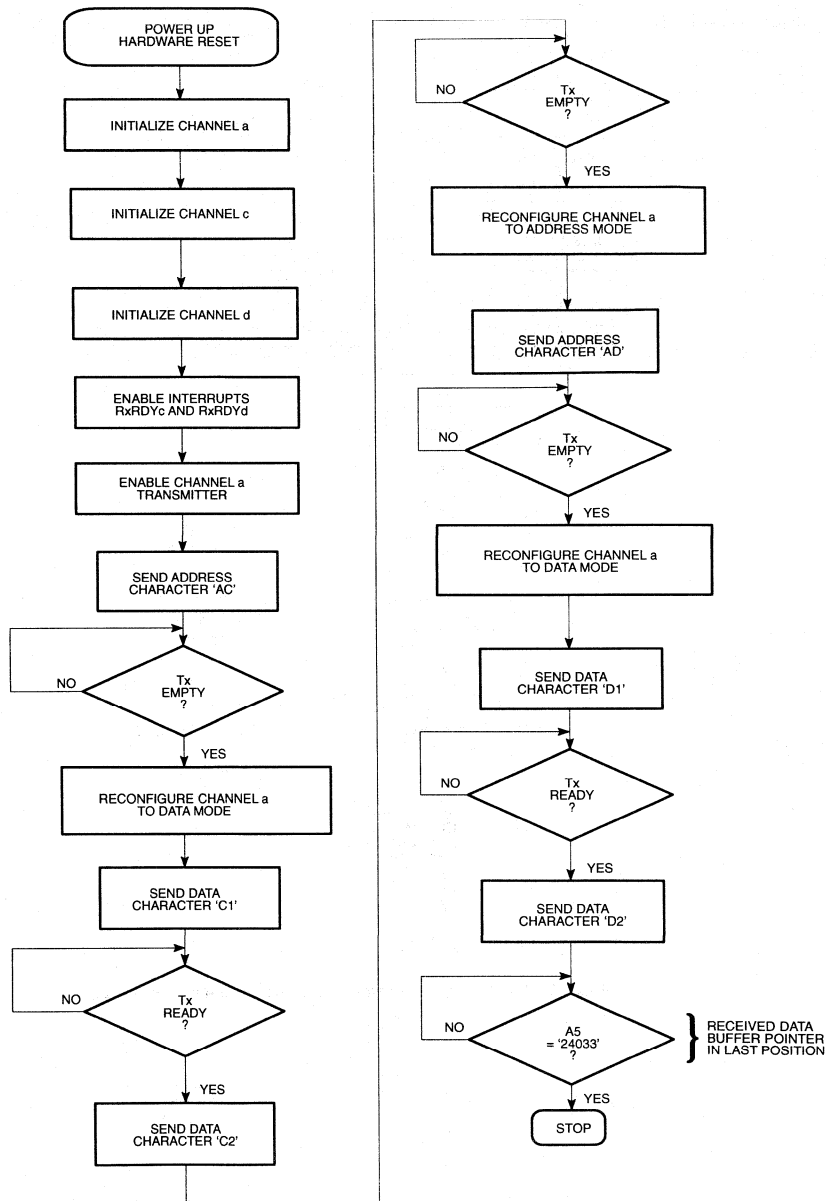 POWER UP
HARDWARE RESET
INITIALIZE CHANNEL a
INITIALIZE CHANNEL c
INITIALIZE CHANNEL d
ENABLE INTERRUPTS
RxRDYc AND RxRDYd
ENABLE CHANNEL a
TRANSMITTER
SEND ADDRESS
CHARACTER 'AC'
NO
Tx
EMPTY
?
YES
RECONFIGURE CHANNEL a
TO DATA MODE
SEND DATA
CHARACTER 'C1'
NO
Tx
READY
?
YES
SEND DATA
CHARACTER 'C2'
NO
Tx
EMPTY
?
YES
RECONFIGURE CHANNEL a
TO ADDRESS MODE
SEND ADDRESS
CHARACTER 'AD'
NO
Tx
EMPTY
?
YES
RECONFIGURE CHANNEL a
TO DATA MODE
SEND DATA
CHARACTER 'D1'
NO
Tx
READY
?
YES
SEND DATA
CHARACTER 'D2'
NO
A5
= '24033'
?
RECEIVED DATA
BUFFER POINTER
IN LAST POSITION
YES
STOP